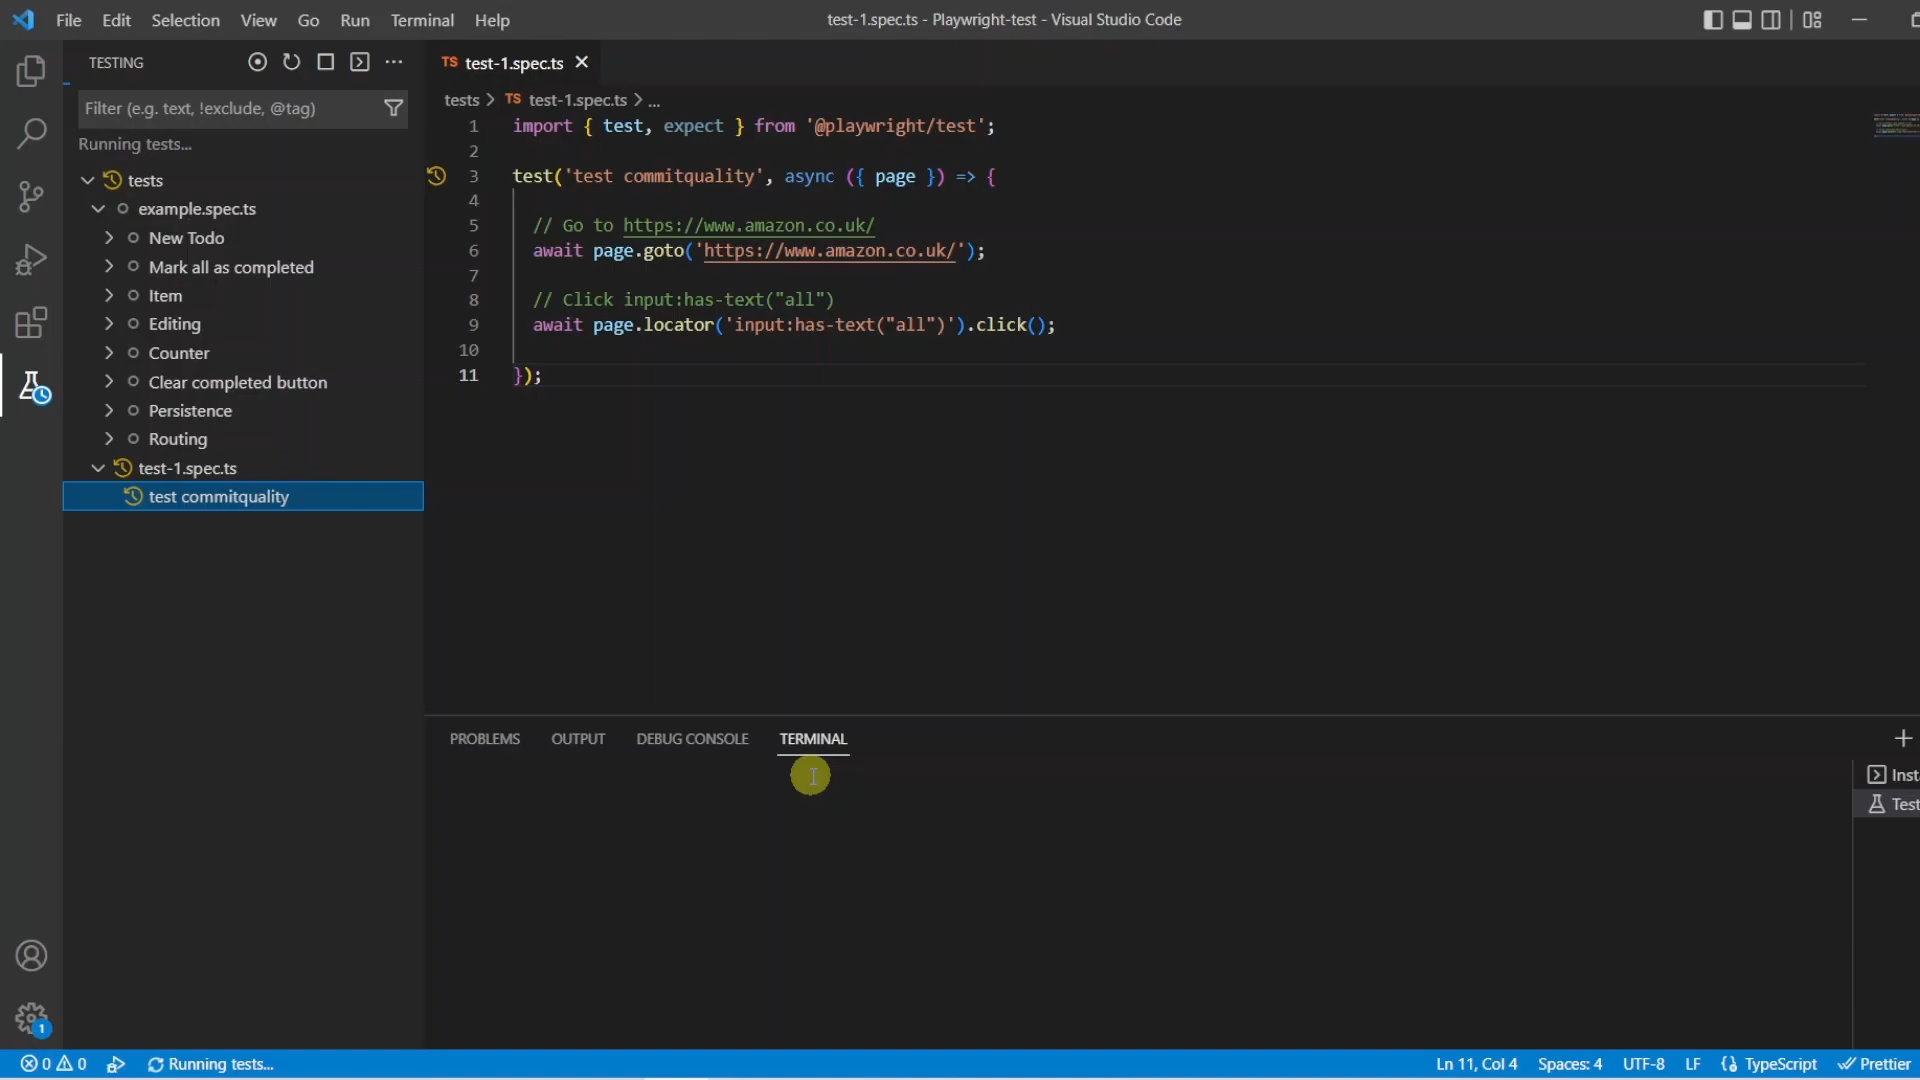 File Edit Selection View Go Run Terminal Help
test-1.spec.ts - Playwright-test - Visual Studio Code
TESTING
Filter (e.g. text, !exclude, @tag)
Running tests...
tests
example.spec.ts
New Todo
Mark all as completed
Item
Editing
Counter
Clear completed button
Persistence
Routing
test-1.spec.ts
test commitquality
TS test-1.spec.ts
tests > TS test-1.spec.ts > ...
1 import { test, expect } from '@playwright/test';
2
3 test('test commitquality', async ({ page }) => {
4
5 // Go to https://www.amazon.co.uk/
6 await page.goto('https://www.amazon.co.uk/');
7
8 // Click input:has-text("all")
9 await page.locator('input:has-text("all")').click();
10
11 });
PROBLEMS OUTPUT DEBUG CONSOLE TERMINAL
Inst
Test
1
0 0 Running tests... Ln 11, Col 4 Spaces: 4 UTF-8 LF {} TypeScript Prettier